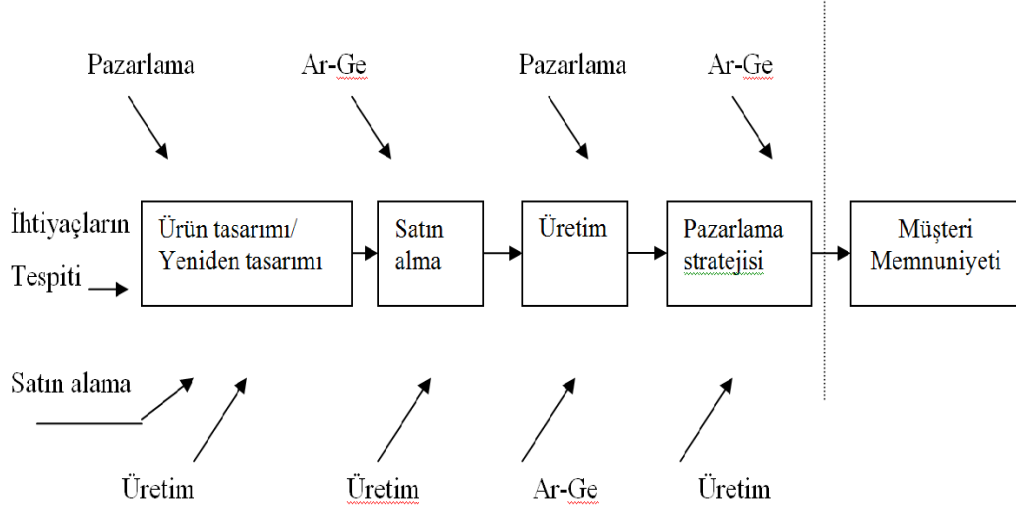 Pazarlama
Ar-Ge
Pazarlama
Ar-Ge
İhtiyaçların
Tespiti
Ürün tasarımı/
Yeniden tasarımı
Satın
alma
Üretim
Pazarlama
stratejisi
Müşteri
Memnuniyeti
Satın alama
Üretim
Üretim
Ar-Ge
Üretim